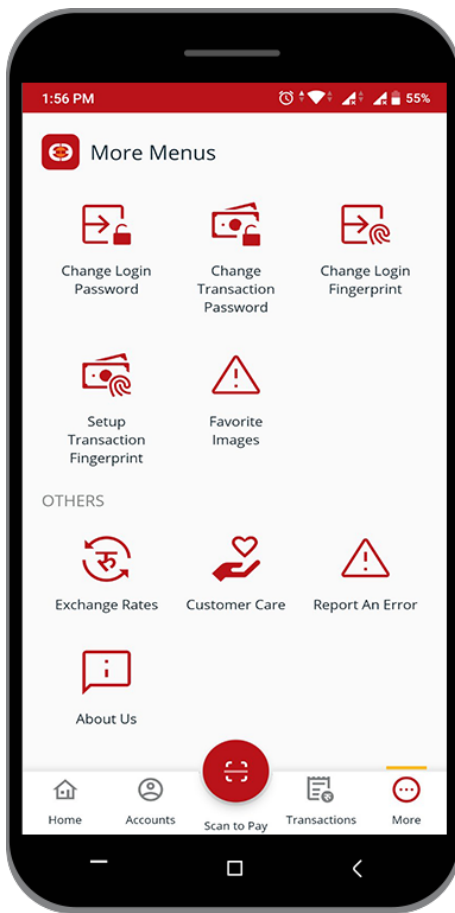 1:56 PM
55%
More Menus
Change Login
Password
Change
Transaction
Password
Change Login
Fingerprint
Setup
Transaction
Fingerprint
Favorite
Images
OTHERS
रु
Exchange Rates
Customer Care
Report An Error
About Us
Home
Accounts
Scan to Pay
Transactions
More